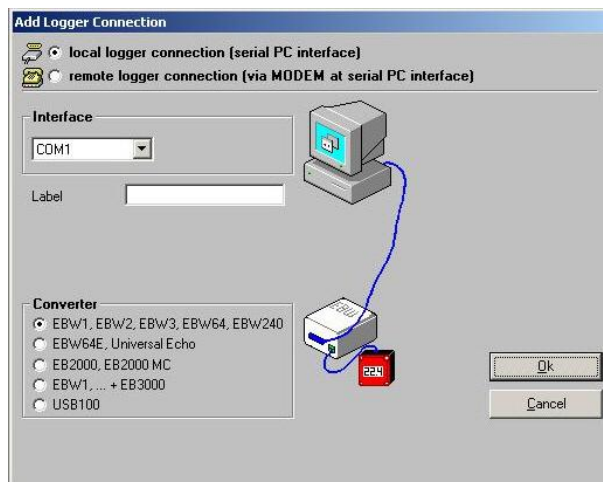 Add Logger Connection
local logger connection (serial PC interface)
remote logger connection (via MODEM at serial PC interface)
Interface
COM1
Label
Converter
EBW1, EBW2, EBW3, EBW64, EBW240
EBW64E, Universal Echo
EB2000, EB2000 MC
EBW1, ... + EB3000
USB100
EBW
22.4
Ok
Cancel